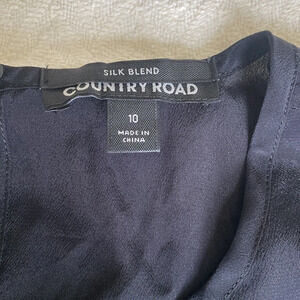 SILK BLEND
COUNTRY ROAD
10
MADE IN
CHINA